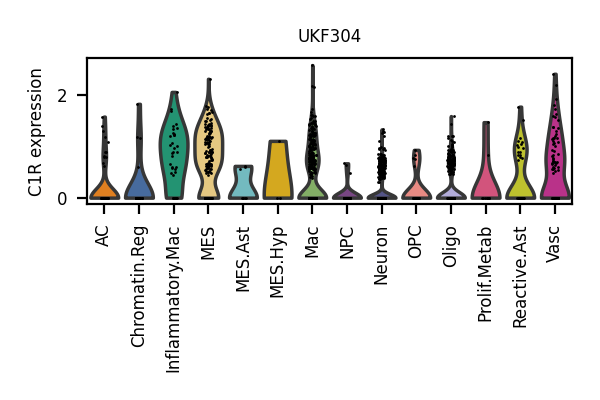 UKF304
C1R expression
2
0
AC
Chromatin.Reg
Inflammatory.Mac
MES
MES.Ast
MES.Hyp
Mac
NPC
Neuron
OPC
Oligo
Prolif.Metab
Reactive.Ast
Vasc